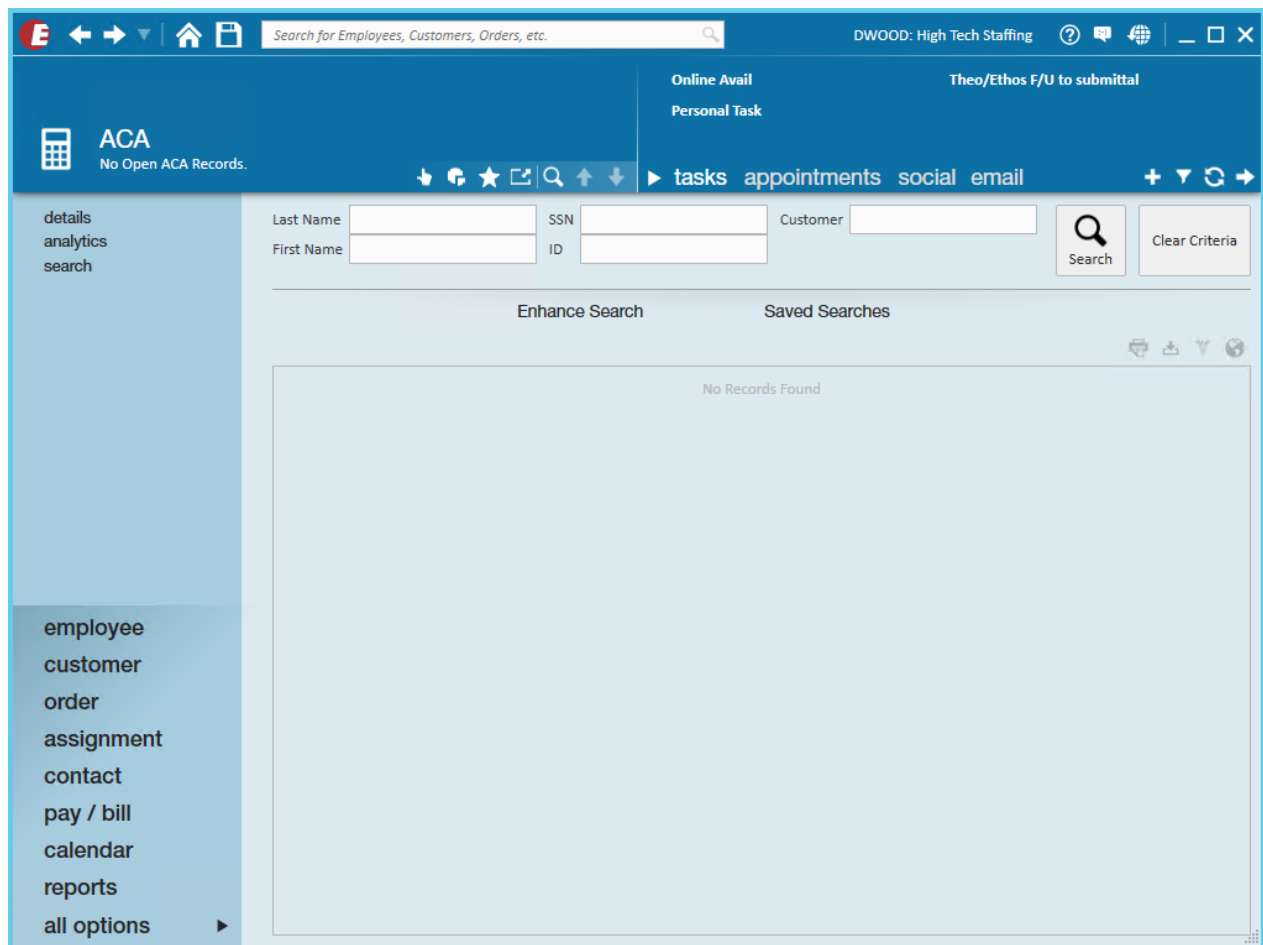 E
Search for Employees, Customers, Orders, etc.
DWOOD: High Tech Staffing
Online Avail
Theo/Ethos F/U to submittal
Personal Task
ACA
No Open ACA Records.
tasks appointments social email
details
analytics
search
Last Name
SSN
Customer
First Name
ID
Search
Clear Criteria
Enhance Search
Saved Searches
No Records Found
employee
customer
order
assignment
contact
pay / bill
calendar
reports
all options